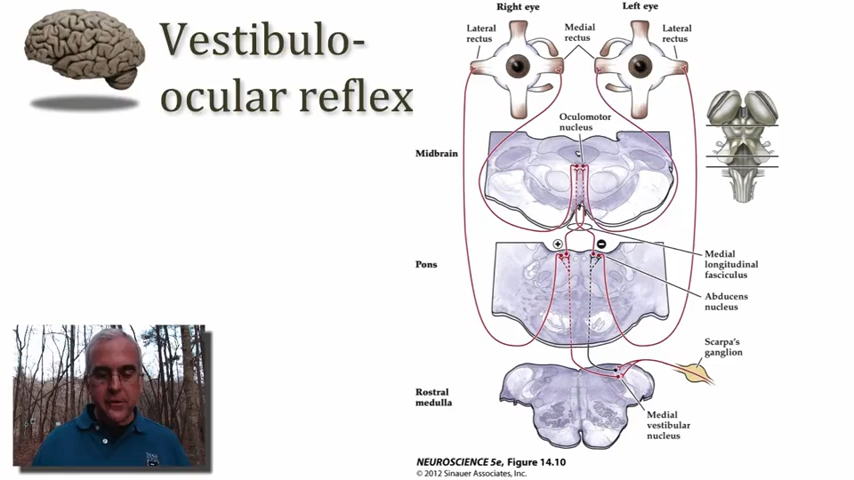 Vestibulo-
ocular reflex
Right eye
Left eye
Lateral
rectus
Medial
rectus
Lateral
rectus
Oculomotor
nucleus
Midbrain
+
−
Pons
Medial
longitudinal
fasciculus
Abducens
nucleus
Scarpa's
ganglion
Rostral
medulla
Medial
vestibular
nucleus
NEUROSCIENCE 5e, Figure 14.10
© 2012 Sinauer Associates, Inc.